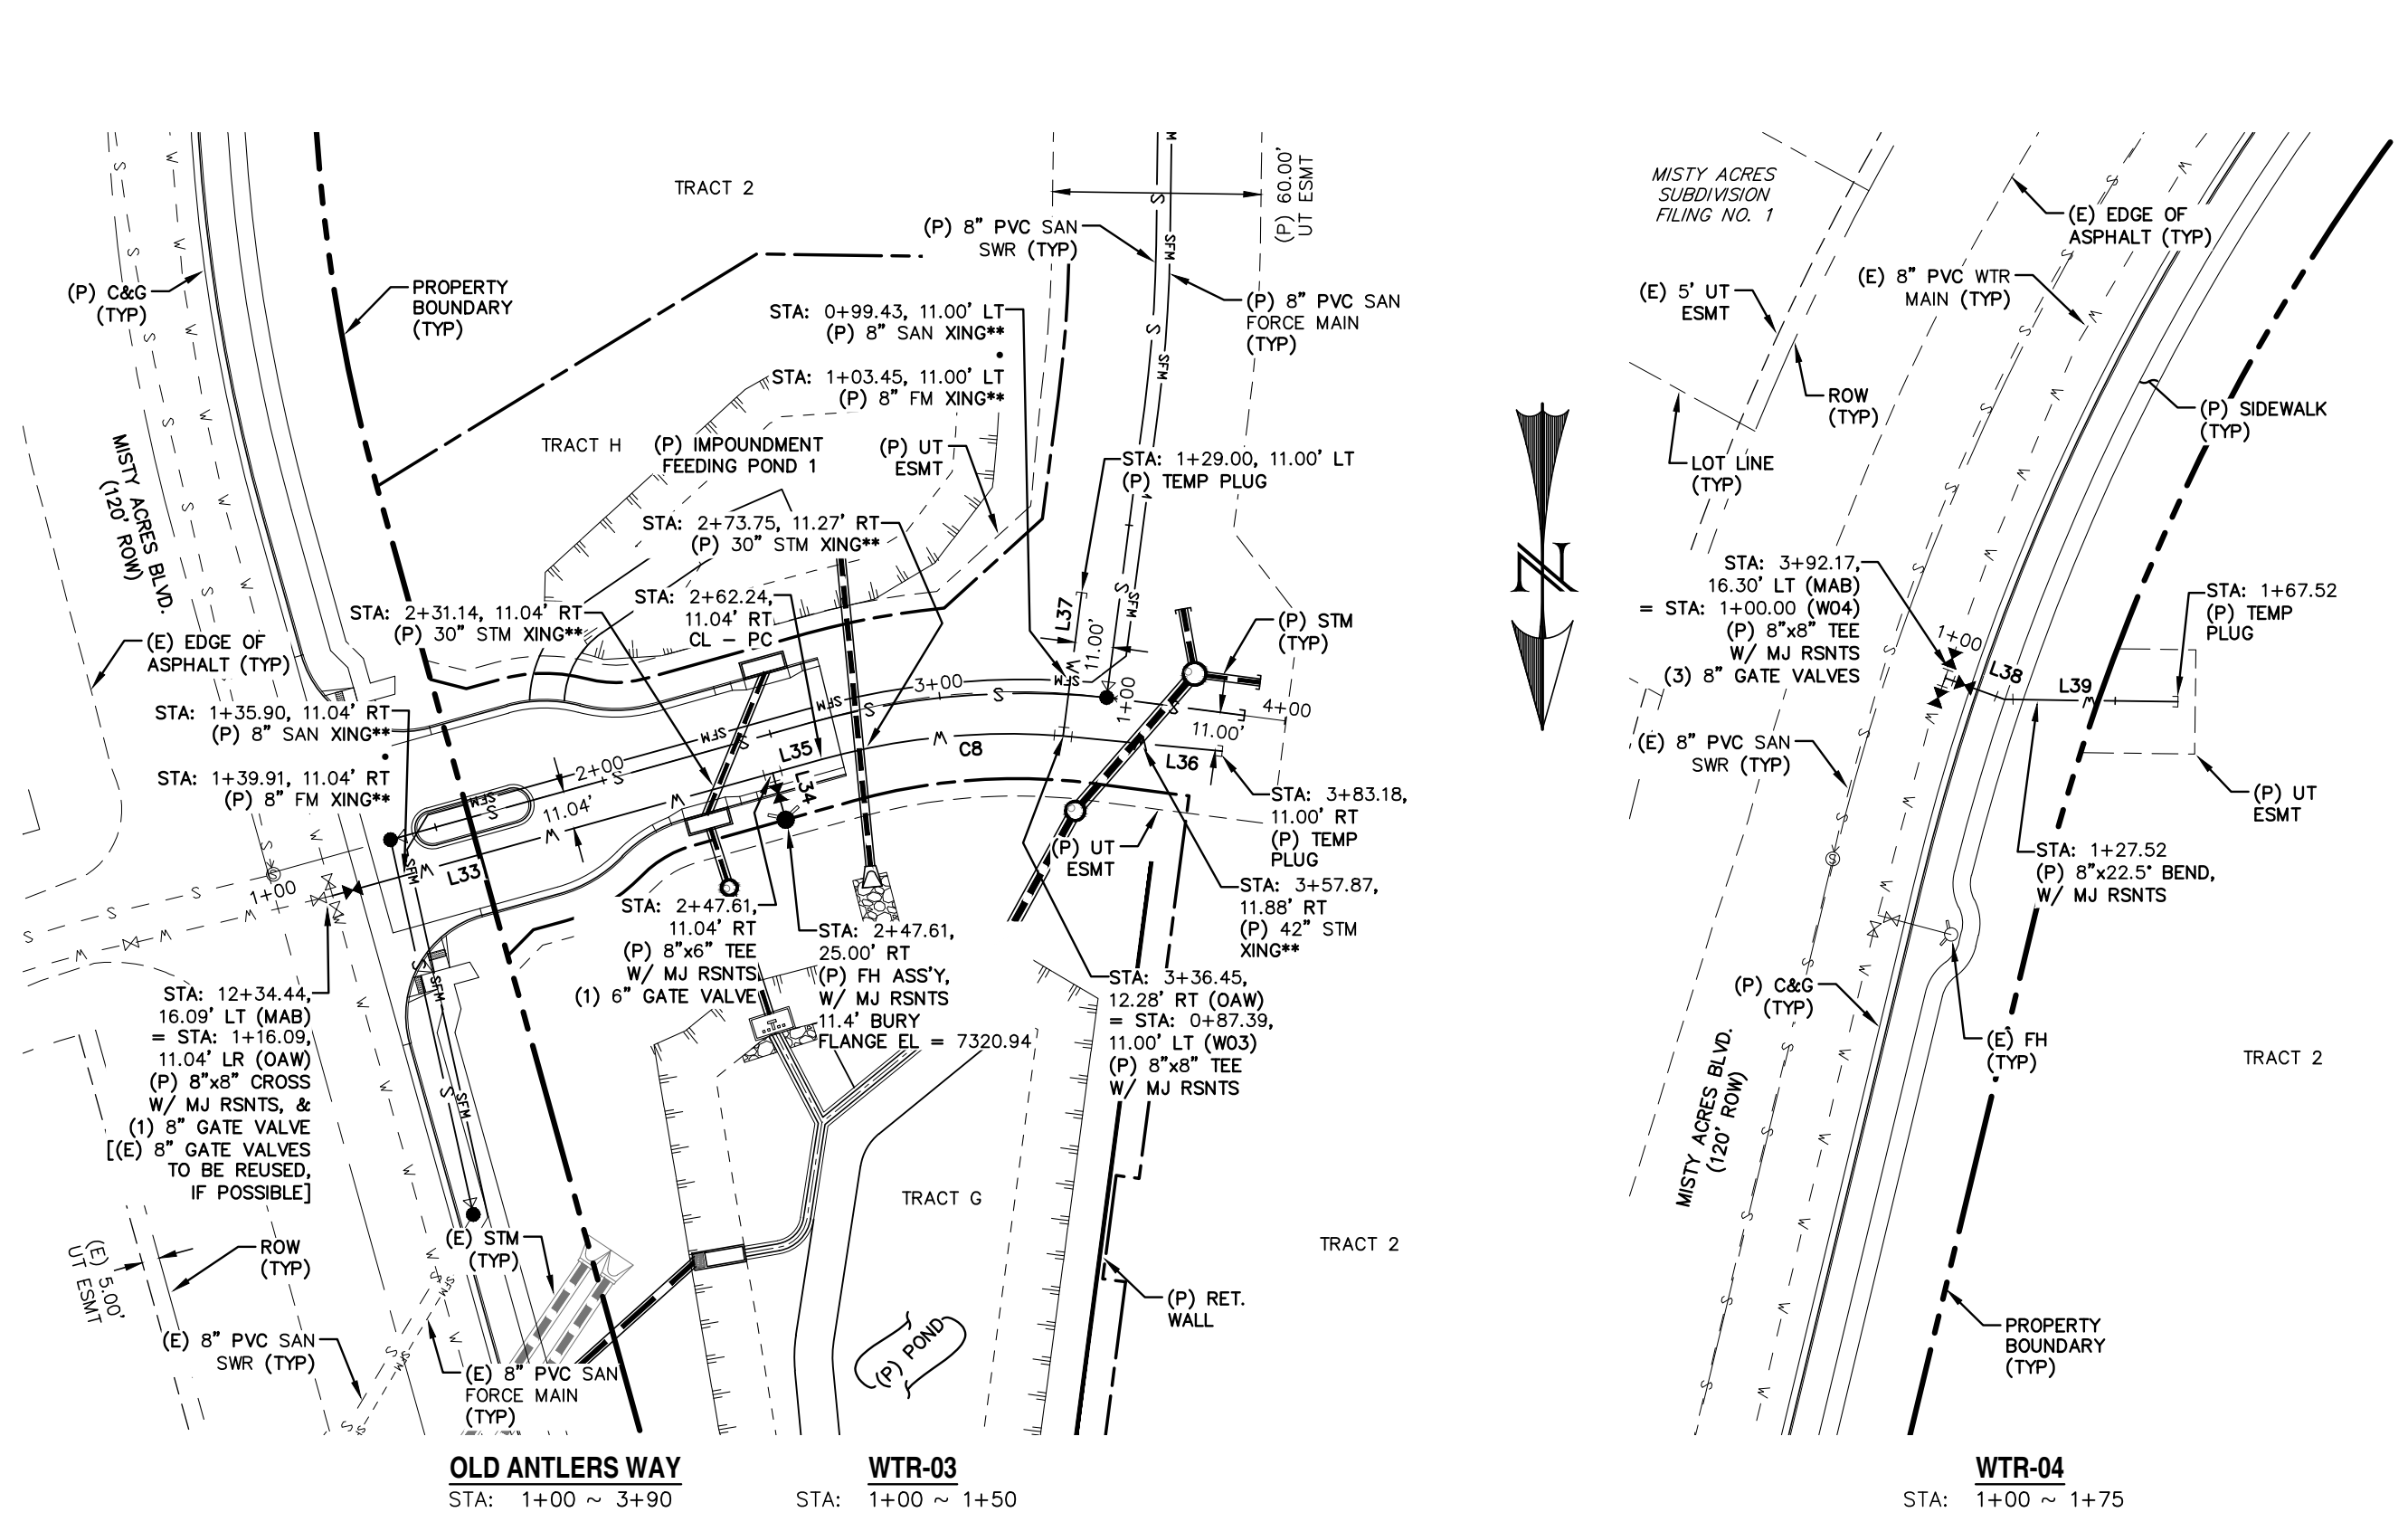 TRACT 2
(P) 60.00'
UT ESMT
(P) 8" PVC SAN
SWR (TYP)
(P) C&G
(TYP)
PROPERTY
BOUNDARY
(TYP)
STA: 0+99.43, 11.00' LT
(P) 8" SAN XING**
STA: 1+03.45, 11.00' LT
(P) 8" FM XING**
(P) 8" PVC SAN
FORCE MAIN
(TYP)
MISTY ACRES BLVD.
(120' ROW)
TRACT H
(P) IMPOUNDMENT
FEEDING POND 1
(P) UT
ESMT
STA: 1+29.00, 11.00' LT
(P) TEMP PLUG
STA: 2+73.75, 11.27' RT
(P) 30" STM XING**
STA: 2+31.14, 11.04' RT
(P) 30" STM XING**
STA: 2+62.24,
11.04' RT
CL - PC
L37
11.00'
(P) STM
(TYP)
(E) EDGE OF
ASPHALT (TYP)
STA: 1+35.90, 11.04' RT
(P) 8" SAN XING**
STA: 1+39.91, 11.04' RT
(P) 8" FM XING**
3+00
1+00
4+00
11.00'
2+00
L35
C8
L36
L34
11.04'
L33
1+00
SFM
SFM
SFM
SFM
SFM
SFM
SFM
SFM
SFM
SFM
STA: 3+83.18,
11.00' RT
(P) TEMP
PLUG
(P) UT
ESMT
STA: 3+57.87,
11.88' RT
(P) 42" STM
XING**
STA: 2+47.61,
11.04' RT
(P) 8"x6" TEE
W/ MJ RSNTS
(1) 6" GATE VALVE
STA: 2+47.61,
25.00' RT
(P) FH ASS'Y,
W/ MJ RSNTS
11.4' BURY
FLANGE EL = 7320.94
STA: 3+36.45,
12.28' RT (OAW)
= STA: 0+87.39,
11.00' LT (W03)
(P) 8"x8" TEE
W/ MJ RSNTS
STA: 12+34.44,
16.09' LT (MAB)
= STA: 1+16.09,
11.04' LR (OAW)
(P) 8"x8" CROSS
W/ MJ RSNTS, &
(1) 8" GATE VALVE
[(E) 8" GATE VALVES
TO BE REUSED,
IF POSSIBLE]
TRACT G
TRACT 2
(E) STM
(TYP)
ROW
(TYP)
(E) 5.00'
UT ESMT
(P) RET.
WALL
(E) 8" PVC SAN
SWR (TYP)
(P) POND
(E) 8" PVC SAN
FORCE MAIN
(TYP)
OLD ANTLERS WAY
STA: 1+00 ~ 3+90
WTR-03
STA: 1+00 ~ 1+50
N
MISTY ACRES
SUBDIVISION
FILING NO. 1
(E) EDGE OF
ASPHALT (TYP)
(E) 8" PVC WTR
MAIN (TYP)
(E) 5' UT
ESMT
ROW
(TYP)
(P) SIDEWALK
(TYP)
LOT LINE
(TYP)
STA: 3+92.17,
16.30' LT (MAB)
= STA: 1+00.00 (W04)
(P) 8"x8" TEE
W/ MJ RSNTS
(3) 8" GATE VALVES
1+00
L38
L39
STA: 1+67.52
(P) TEMP
PLUG
(E) 8" PVC SAN
SWR (TYP)
(P) UT
ESMT
STA: 1+27.52
(P) 8"x22.5° BEND,
W/ MJ RSNTS
(P) C&G
(TYP)
(E) FH
(TYP)
TRACT 2
MISTY ACRES BLVD.
(120' ROW)
PROPERTY
BOUNDARY
(TYP)
WTR-04
STA: 1+00 ~ 1+75